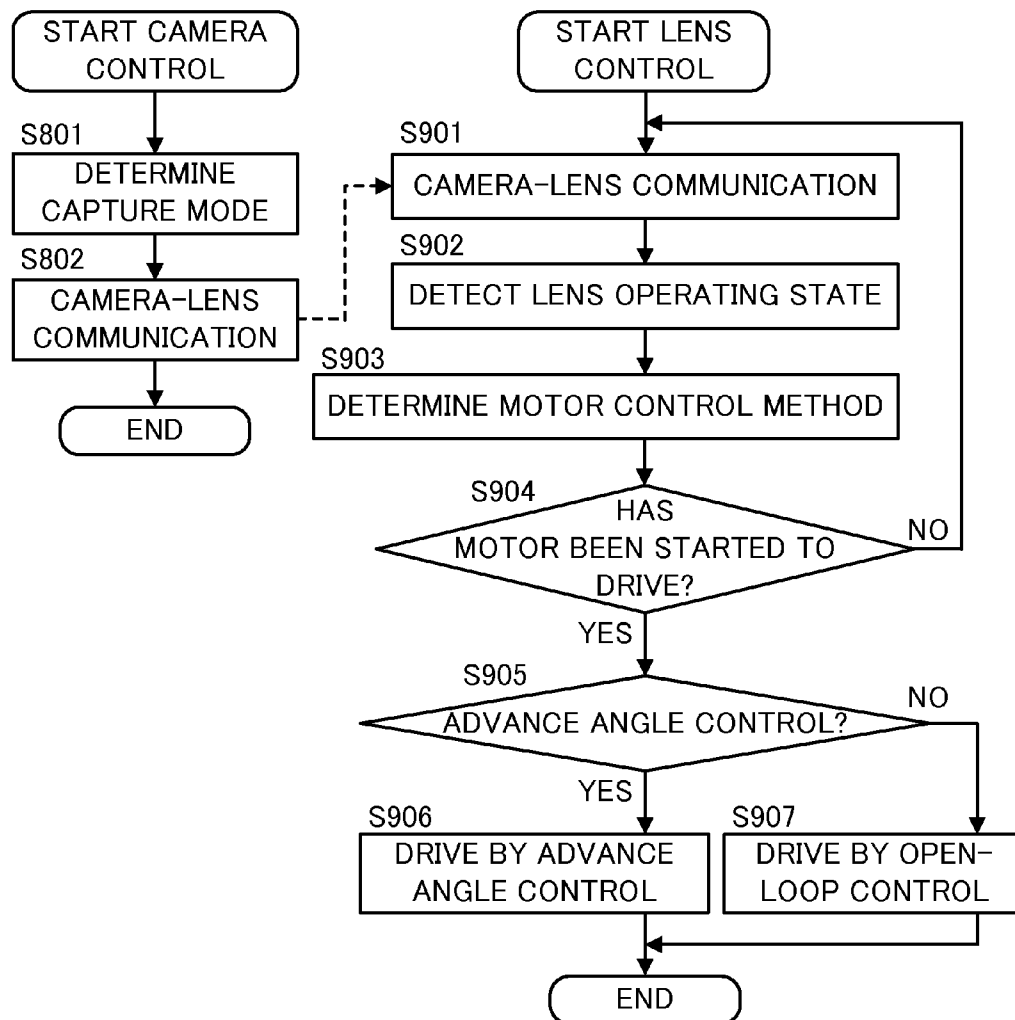 START CAMERA
CONTROL
S801
DETERMINE
CAPTURE MODE
S802
CAMERA-LENS
COMMUNICATION
END
START LENS
CONTROL
S901
CAMERA-LENS COMMUNICATION
S902
DETECT LENS OPERATING STATE
S903
DETERMINE MOTOR CONTROL METHOD
S904
HAS
MOTOR BEEN STARTED TO
DRIVE?
NO
YES
S905
ADVANCE ANGLE CONTROL?
NO
YES
S906
DRIVE BY ADVANCE
ANGLE CONTROL
S907
DRIVE BY OPEN-
LOOP CONTROL
END